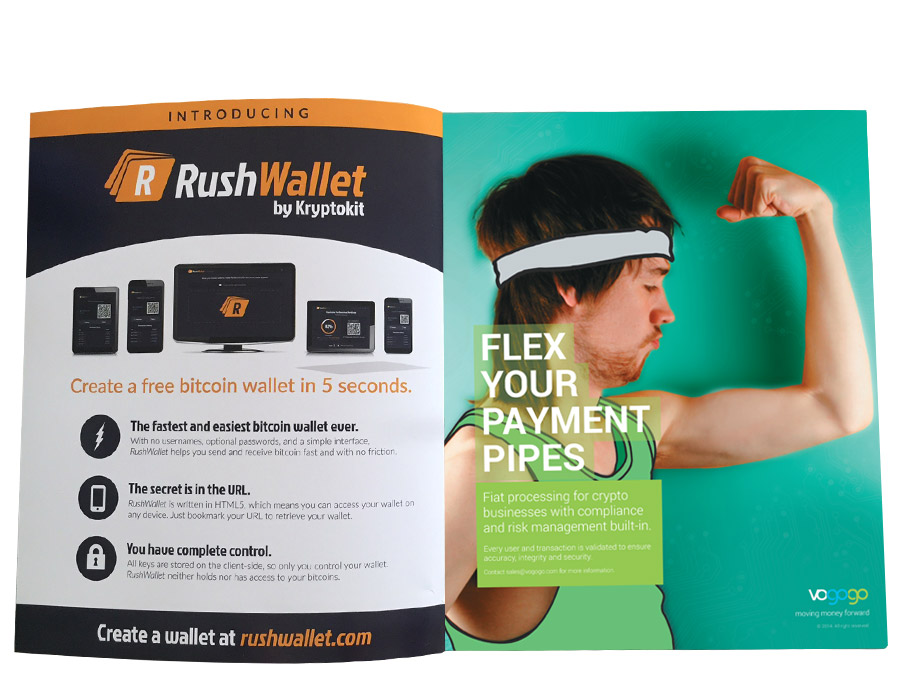 INTRODUCING
R RushWallet
by Kryptokit
R
82%
Create a free bitcoin wallet in 5 seconds.
The fastest and easiest bitcoin wallet ever.
With no usernames, optional passwords, and a simple interface,
RushWallet helps you send and receive bitcoin fast and with no friction.
The secret is in the URL.
RushWallet is written in HTML5, which means you can access your wallet on
any device. Just bookmark your URL to retrieve your wallet.
You have complete control.
All keys are stored on the client-side, so only you control your wallet.
RushWallet neither holds nor has access to your bitcoins.
Create a wallet at rushwallet.com
FLEX
YOUR
PAYMENT
PIPES
Fiat processing for crypto
businesses with compliance
and risk management built-in.
Every user and transaction is validated to ensure
accuracy, integrity and security.
Contact sales@vogogo.com for more information.
vogogo
moving money forward
© 2014. All right reserved